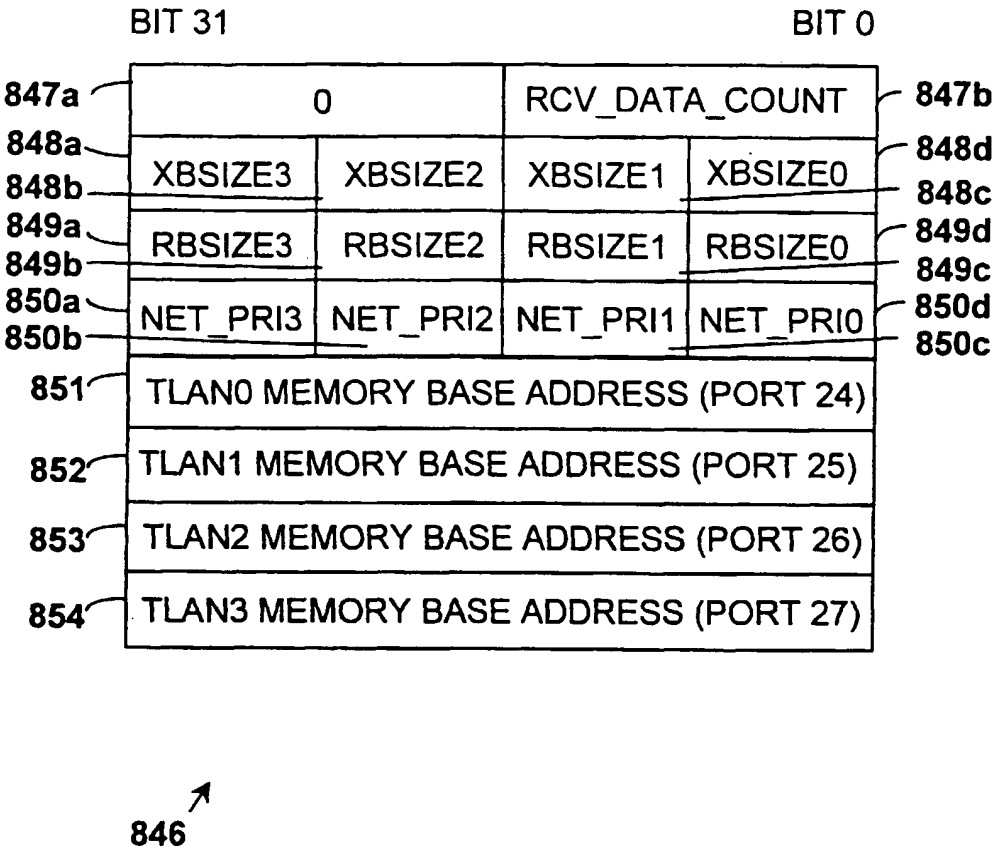 BIT 31 BIT 0
847a 0 RCV_DATA_COUNT 847b
848a XBSIZE3 XBSIZE2 XBSIZE1 XBSIZE0 848d
848b 848c
849a RBSIZE3 RBSIZE2 RBSIZE1 RBSIZE0 849d
849b 849c
850a NET_PRI3 NET_PRI2 NET_PRI1 NET_PRI0 850d
850b 850c
851 TLAN0 MEMORY BASE ADDRESS (PORT 24)
852 TLAN1 MEMORY BASE ADDRESS (PORT 25)
853 TLAN2 MEMORY BASE ADDRESS (PORT 26)
854 TLAN3 MEMORY BASE ADDRESS (PORT 27)
846